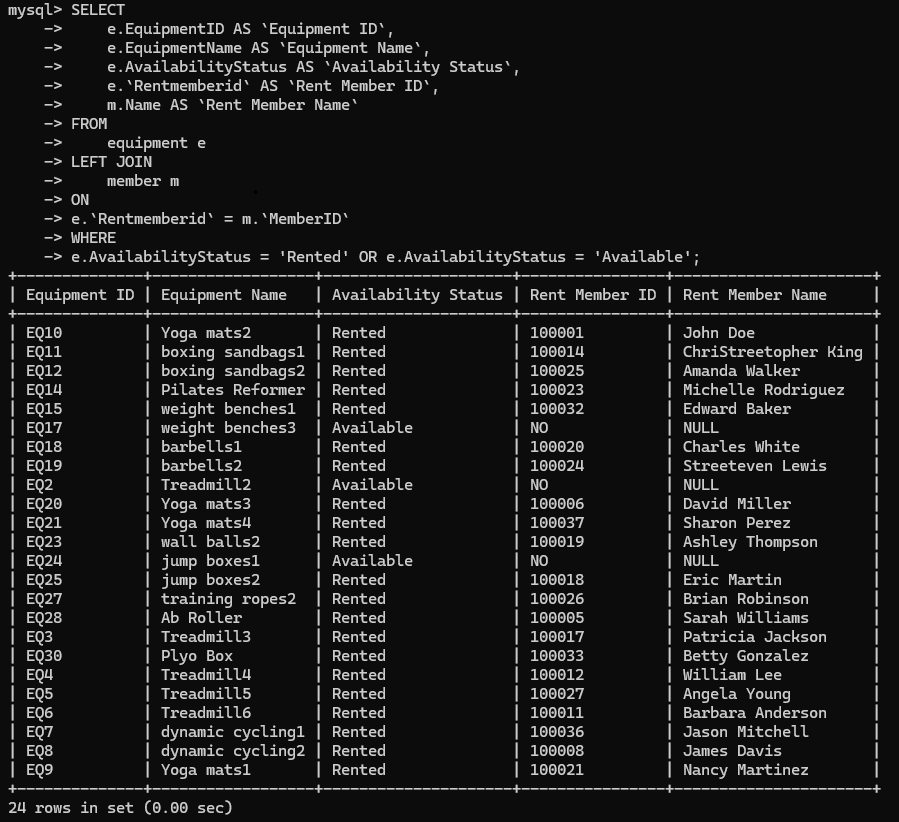 mysql> SELECT
    ->     e.EquipmentID AS `Equipment ID`,
    ->     e.EquipmentName AS `Equipment Name`,
    ->     e.AvailabilityStatus AS `Availability Status`,
    ->     e.`Rentmemberid` AS `Rent Member ID`,
    ->     m.Name AS `Rent Member Name`
    -> FROM
    ->     equipment e
    -> LEFT JOIN
    ->     member m
    -> ON
    -> e.`Rentmemberid` = m.`MemberID`
    -> WHERE
    -> e.AvailabilityStatus = 'Rented' OR e.AvailabilityStatus = 'Available';
+--------------+------------------+---------------------+----------------+----------------------+
| Equipment ID | Equipment Name   | Availability Status | Rent Member ID | Rent Member Name     |
+--------------+------------------+---------------------+----------------+----------------------+
| EQ10         | Yoga mats2       | Rented              | 100001         | John Doe             |
| EQ11         | boxing sandbags1 | Rented              | 100014         | ChriStreetopher King |
| EQ12         | boxing sandbags2 | Rented              | 100025         | Amanda Walker        |
| EQ14         | Pilates Reformer | Rented              | 100023         | Michelle Rodriguez   |
| EQ15         | weight benches1  | Rented              | 100032         | Edward Baker         |
| EQ17         | weight benches3  | Available           | NO             | NULL                 |
| EQ18         | barbells1        | Rented              | 100020         | Charles White        |
| EQ19         | barbells2        | Rented              | 100024         | Streeteven Lewis     |
| EQ2          | Treadmill2       | Available           | NO             | NULL                 |
| EQ20         | Yoga mats3       | Rented              | 100006         | David Miller         |
| EQ21         | Yoga mats4       | Rented              | 100037         | Sharon Perez         |
| EQ23         | wall balls2      | Rented              | 100019         | Ashley Thompson      |
| EQ24         | jump boxes1      | Available           | NO             | NULL                 |
| EQ25         | jump boxes2      | Rented              | 100018         | Eric Martin          |
| EQ27         | training ropes2  | Rented              | 100026         | Brian Robinson       |
| EQ28         | Ab Roller        | Rented              | 100005         | Sarah Williams       |
| EQ3          | Treadmill3       | Rented              | 100017         | Patricia Jackson     |
| EQ30         | Plyo Box         | Rented              | 100033         | Betty Gonzalez       |
| EQ4          | Treadmill4       | Rented              | 100012         | William Lee          |
| EQ5          | Treadmill5       | Rented              | 100027         | Angela Young         |
| EQ6          | Treadmill6       | Rented              | 100011         | Barbara Anderson     |
| EQ7          | dynamic cycling1 | Rented              | 100036         | Jason Mitchell       |
| EQ8          | dynamic cycling2 | Rented              | 100008         | James Davis          |
| EQ9          | Yoga mats1       | Rented              | 100021         | Nancy Martinez       |
+--------------+------------------+---------------------+----------------+----------------------+
24 rows in set (0.00 sec)